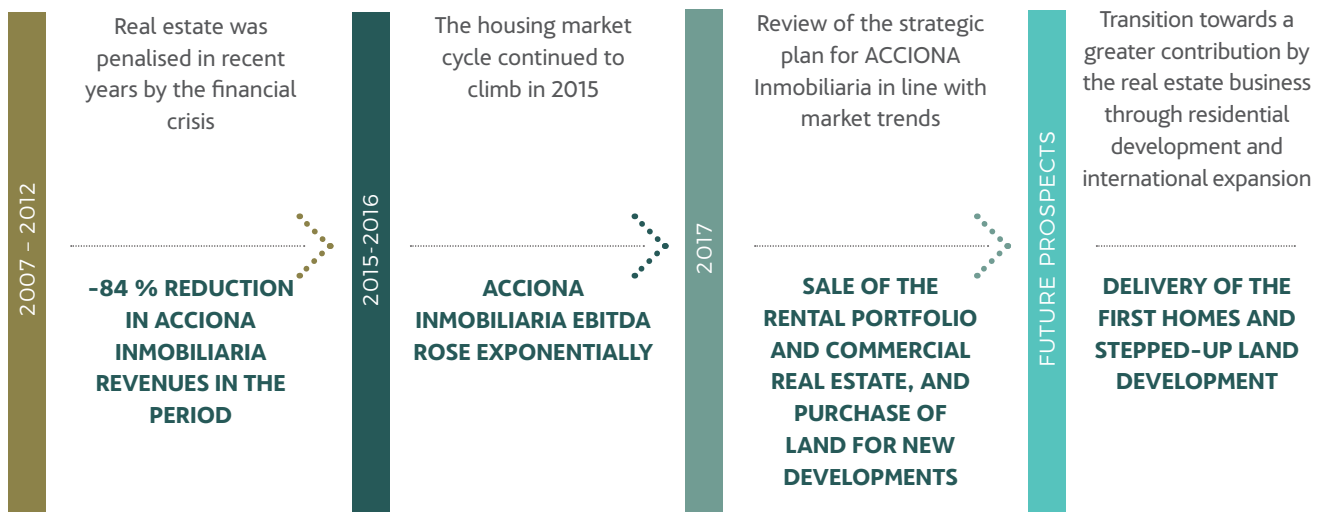 2007 – 2012
Real estate was
penalised in recent
years by the financial
crisis
-84 % REDUCTION
IN ACCIONA
INMOBILIARIA
REVENUES IN THE
PERIOD
2015-2016
The housing market
cycle continued to
climb in 2015
ACCIONA
INMOBILIARIA EBITDA
ROSE EXPONENTIALLY
2017
Review of the strategic
plan for ACCIONA
Inmobiliaria in line with
market trends
SALE OF THE
RENTAL PORTFOLIO
AND COMMERCIAL
REAL ESTATE, AND
PURCHASE OF
LAND FOR NEW
DEVELOPMENTS
FUTURE PROSPECTS
Transition towards a
greater contribution by
the real estate business
through residential
development and
international expansion
DELIVERY OF THE
FIRST HOMES AND
STEPPED-UP LAND
DEVELOPMENT